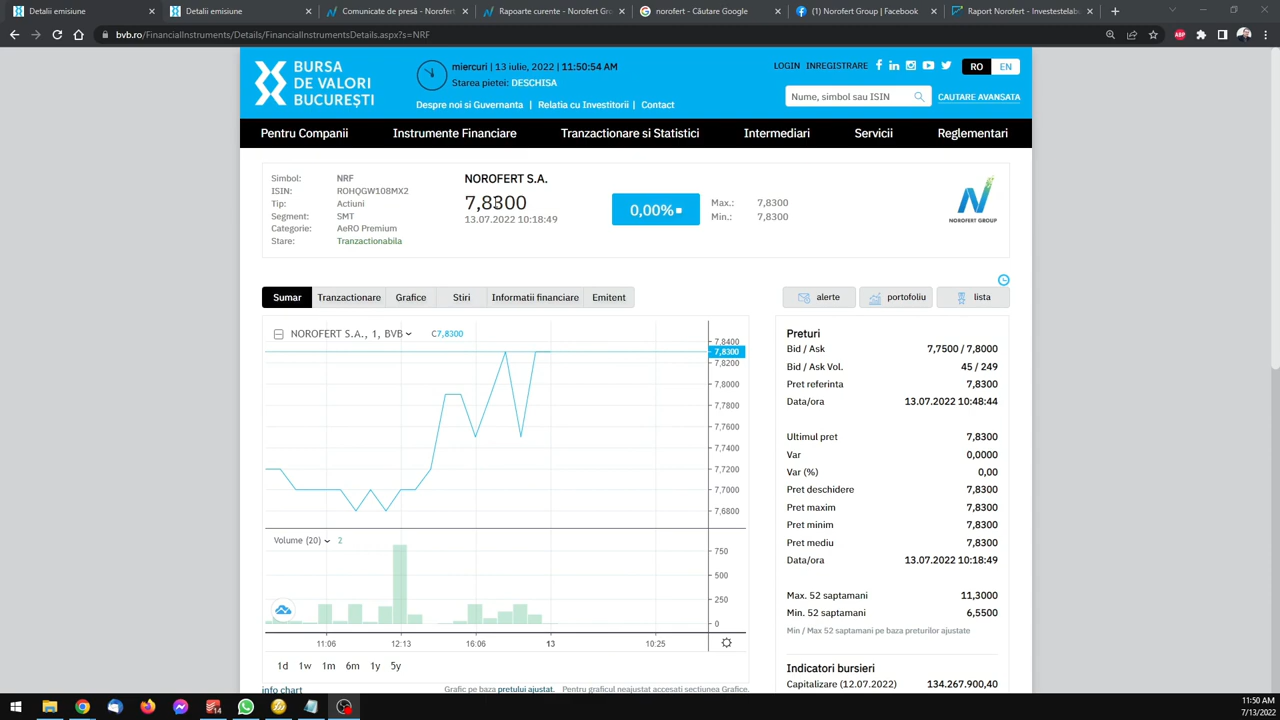 Detalii emisiune
Detalii emisiune
Comunicate de presă - Norofert
Rapoarte curente - Norofert Gro
norofert - Căutare Google
(1) Norofert Group | Facebook
Raport Norofert - Investestelab
bvb.ro/FinancialInstruments/Details/FinancialInstrumentsDetails.aspx?s=NRF
ABP
BURSA
DE VALORI
BUCUREȘTI
miercuri | 13 iulie, 2022 | 11:50:54 AM
Starea pietei: DESCHISA
LOGIN INREGISTRARE
RO EN
Nume, simbol sau ISIN
CAUTARE AVANSATA
Despre noi si Guvernanta | Relatia cu Investitorii | Contact
Pentru Companii Instrumente Financiare Tranzactionare si Statistici Intermediari Servicii Reglementari
Simbol: NRF
ISIN: ROHQGW108MX2
Tip: Actiuni
Segment: SMT
Categorie: AeRO Premium
Stare: Tranzactionabila
NOROFERT S.A.
7,8300
13.07.2022 10:18:49
0,00%
Max.: 7,8300
Min.: 7,8300
NOROFERT GROUP
Sumar Tranzactionare Grafice Stiri Informatii financiare Emitent
alerte portofoliu lista
NOROFERT S.A., 1, BVB C7,8300
7,8400
7,8300
7,8200
7,8000
7,7800
7,7600
7,7400
7,7200
7,7000
7,6800
Volume (20) 2
750
500
250
0
11:06 12:13 16:06 13 10:25
1d 1w 1m 6m 1y 5y
info chart
Grafic pe baza pretului ajustat. Pentru graficul neajustat accesati sectiunea Grafice.
Preturi
Bid / Ask 7,7500 / 7,8000
Bid / Ask Vol. 45 / 249
Pret referinta 7,8300
Data/ora 13.07.2022 10:48:44
Ultimul pret 7,8300
Var 0,0000
Var (%) 0,00
Pret deschidere 7,8300
Pret maxim 7,8300
Pret minim 7,8300
Pret mediu 7,8300
Data/ora 13.07.2022 10:18:49
Max. 52 saptamani 11,3000
Min. 52 saptamani 6,5500
Min / Max 52 saptamani pe baza preturilor ajustate
Indicatori bursieri
Capitalizare (12.07.2022) 134.267.900,40
14
11:50 AM
7/13/2022